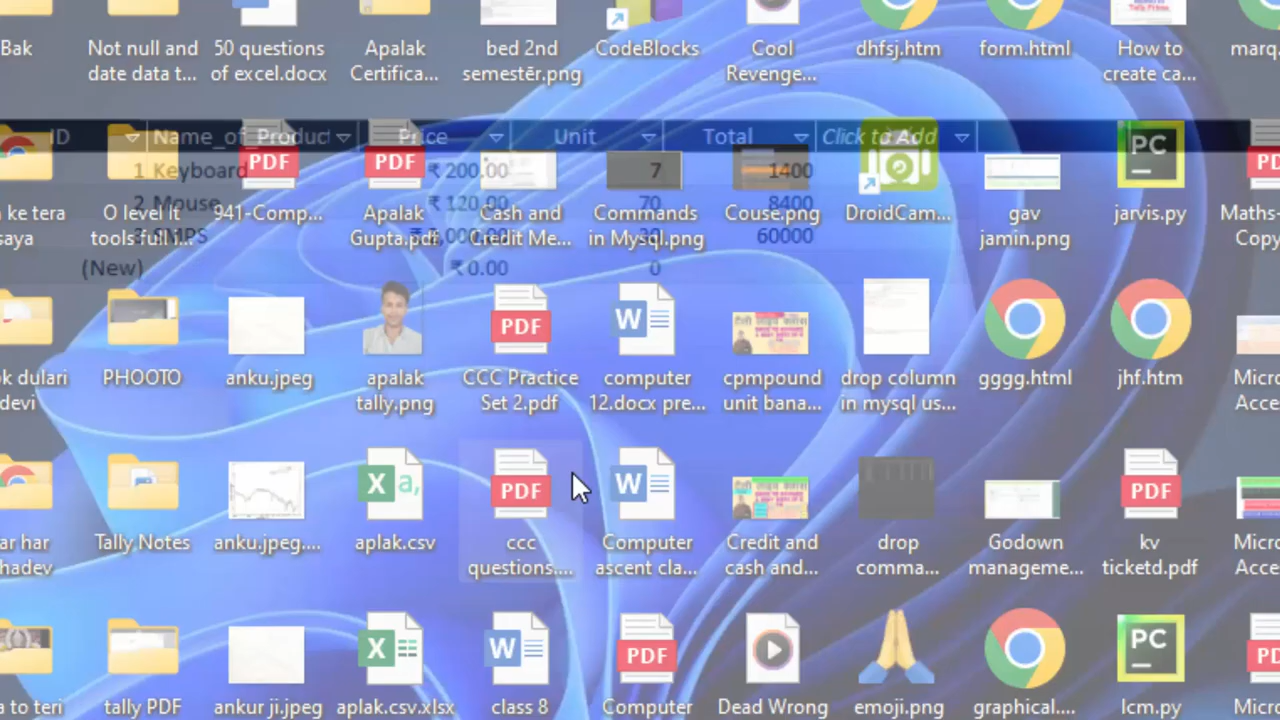 Bak
Not null and
date data t...
50 questions
of excel.docx
Apalak
Certifica...
bed 2nd
semester.png
CodeBlocks
Cool
Revenge...
dhfsj.htm
form.html
How to
create ca...
marq
ID
Name_of_Product
Price
Unit
Total
Click to Add
1 Keyboard
₹ 200.00
7
1400
2 Mouse
₹ 120.00
70
8400
3 SMPS
60000
(New)
₹ 0.00
0
ke tera
saya
O level It
tools full ...
941-Comp...
Apalak
Gupta.pdf
Cash and
Credit Me...
Commands
in Mysql.png
Couse.png
DroidCam...
gav
jamin.png
jarvis.py
Maths-
Copy
PDF
PDF
PC
PD
k dulari
devi
PHOOTO
anku.jpeg
apalak
tally.png
CCC Practice
Set 2.pdf
computer
12.docx pre...
cpmpound
unit bana...
drop column
in mysql us...
gggg.html
jhf.htm
Micro
Acce
PDF
W
ar har
hadev
Tally Notes
anku.jpeg....
aplak.csv
ccc
questions....
Computer
ascent cla...
Credit and
cash and...
drop
comma...
Godown
manageme...
kv
ticketd.pdf
Micro
Acce
X a,
PDF
W
PDF
a to teri
tally PDF
ankur ji.jpeg
aplak.csv.xlsx
class 8
Computer
Dead Wrong
emoji.png
graphical....
lcm.py
Micro
X
W
PDF
PC
PD